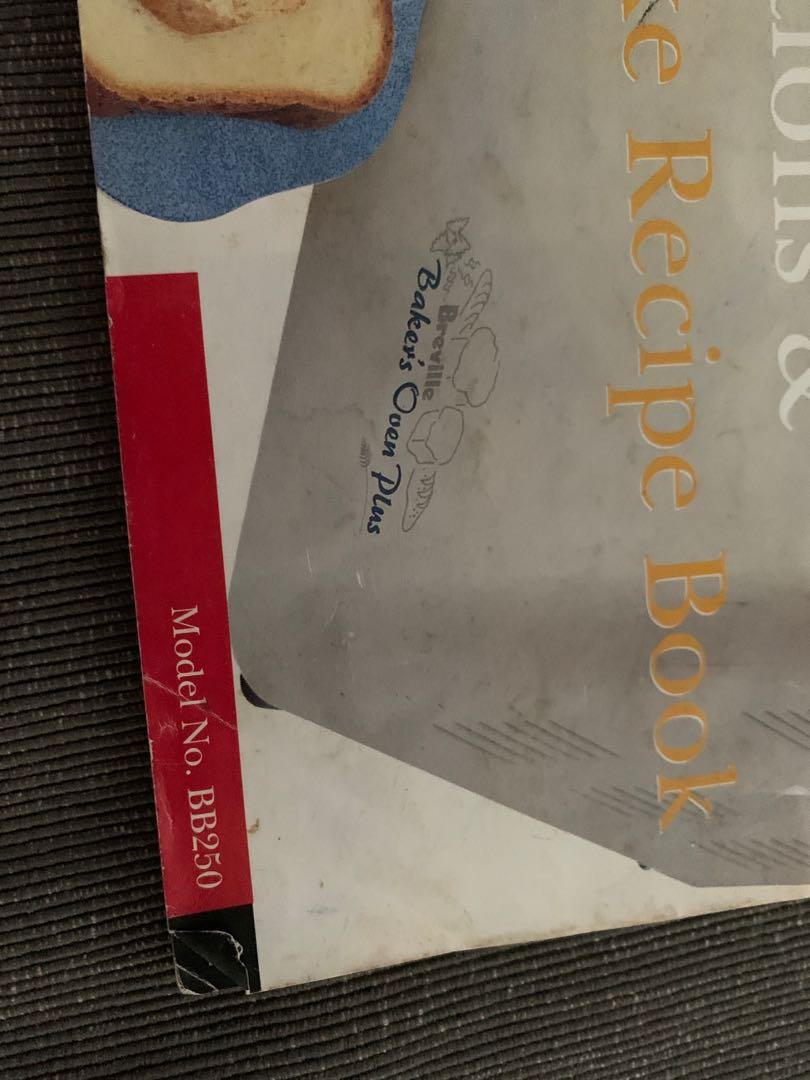 &
Recipe Book
Breville
Baker's Oven Plus
Model No. BB250